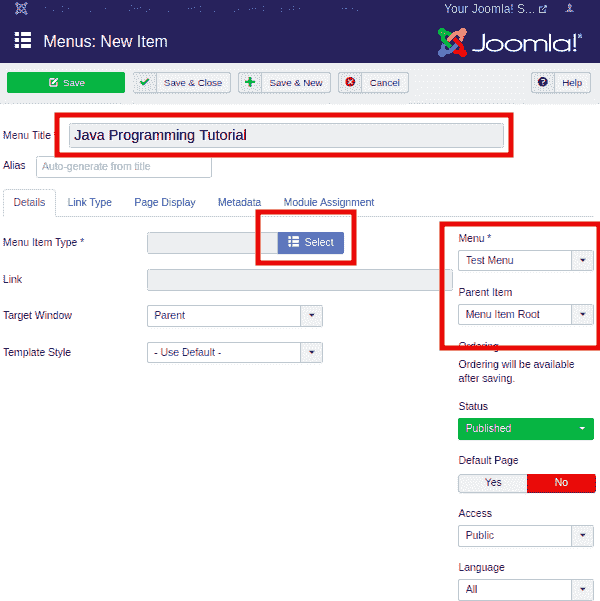 Your Joomla! S...
Menus: New Item
Joomla!
Save
Save & Close
Save & New
Cancel
Help
Menu Title *
Java Programming Tutorial
Alias
Auto-generate from title
Details
Link Type
Page Display
Metadata
Module Assignment
Menu Item Type *
Select
Link
Target Window
Parent
Template Style
- Use Default -
Menu *
Test Menu
Parent Item
Menu Item Root
Ordering
Ordering will be available
after saving.
Status
Published
Default Page
Yes
No
Access
Public
Language
All